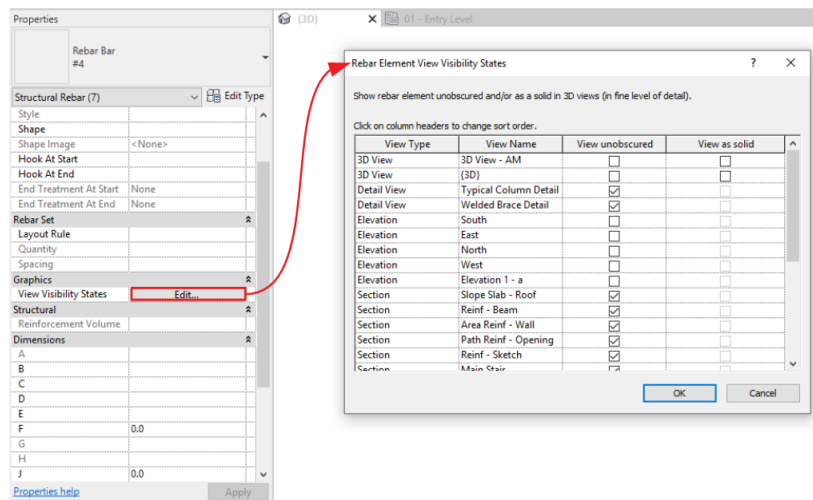 Properties
Rebar Bar
#4
Structural Rebar (7)
Edit Type
Style
Shape
Shape Image <None>
Hook At Start
Hook At End
End Treatment At Start None
End Treatment At End None
Rebar Set
Layout Rule
Quantity
Spacing
Graphics
View Visibility States Edit...
Structural
Reinforcement Volume
Dimensions
A
B
C
D
E
F 0.0
G
H
J 0.0
Properties help Apply
{3D} 01 - Entry Level
Rebar Element View Visibility States ?
Show rebar element unobscured and/or as a solid in 3D views (in fine level of detail).
Click on column headers to change sort order.
View Type View Name View unobscured View as solid
3D View 3D View - AM
3D View {3D}
Detail View Typical Column Detail
Detail View Welded Brace Detail
Elevation South
Elevation East
Elevation North
Elevation West
Elevation Elevation 1 - a
Section Slope Slab - Roof
Section Reinf - Beam
Section Area Reinf - Wall
Section Path Reinf - Opening
Section Reinf - Sketch
Section Main Stair
OK Cancel